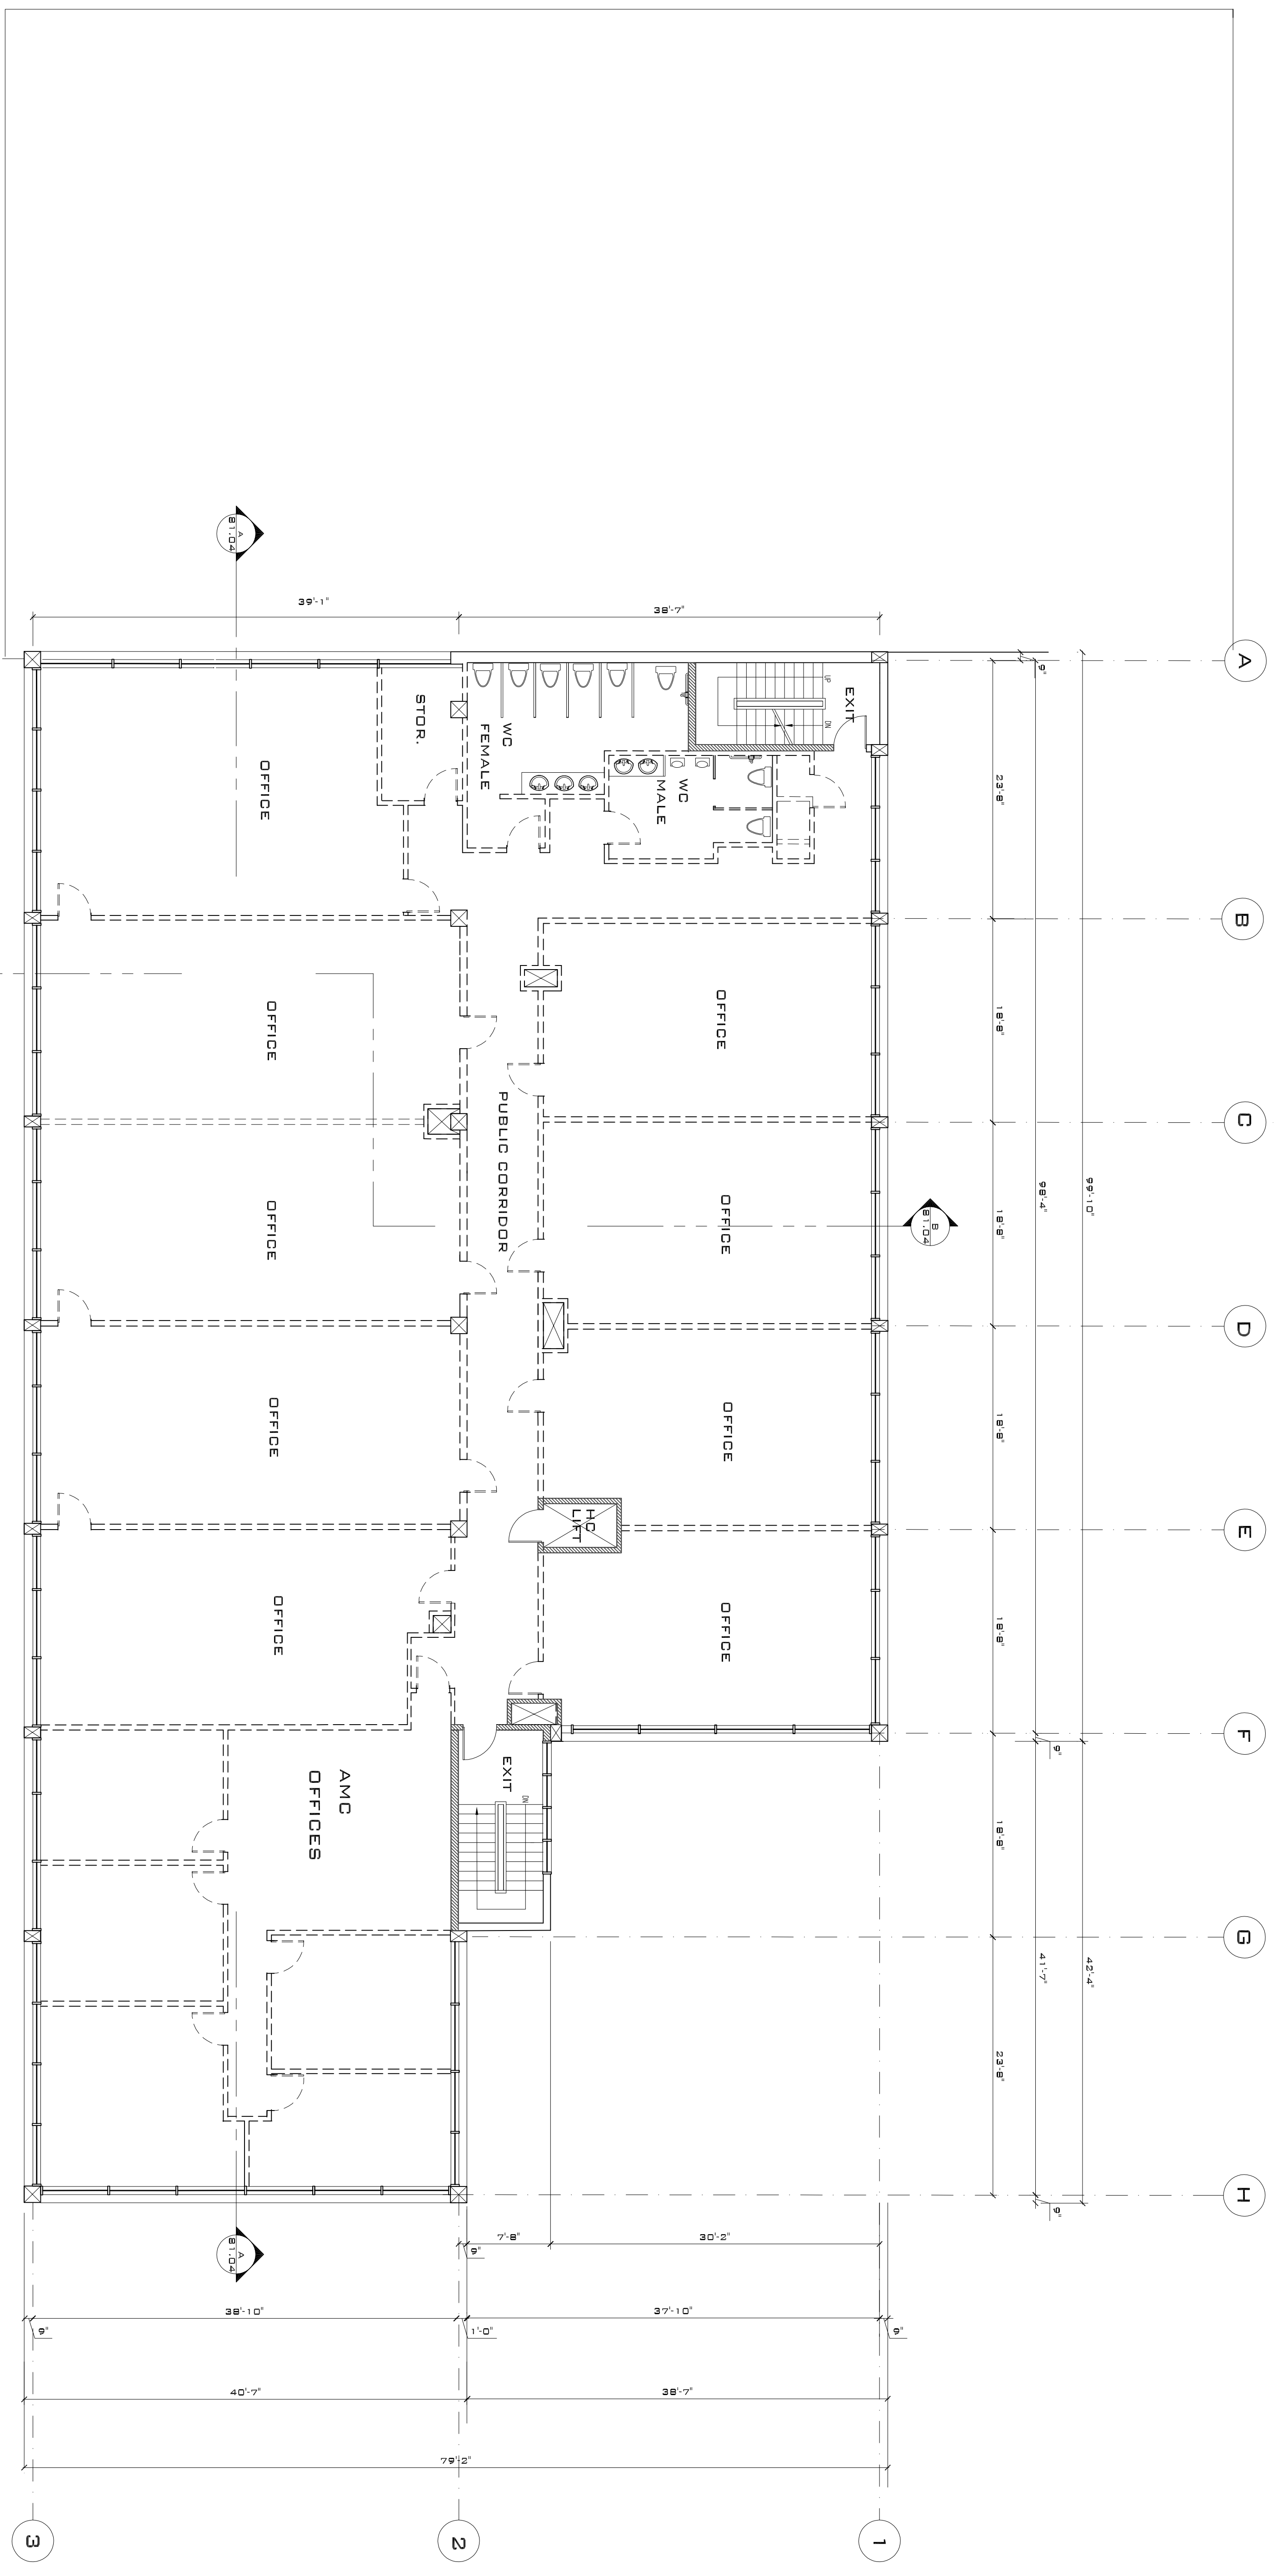 A
B
C
D
E
F
G
H
1
2
3
9"
23'-8"
18'-8"
18'-8"
18'-8"
18'-8"
18'-8"
23'-8"
98'-4"
9"
41'-7"
9"
99'-10"
42'-4"
39'-1"
38'-7"
A
81.04
B
81.04
A
81.04
EXIT
UP
DN
WC
FEMALE
WC
MALE
STOR.
OFFICE
OFFICE
OFFICE
OFFICE
OFFICE
OFFICE
OFFICE
OFFICE
OFFICE
PUBLIC CORRIDOR
HC
LIFT
EXIT
DN
AMC
OFFICES
7'-8"
30'-2"
9"
38'-10"
37'-10"
9"
1'-0"
9"
40'-7"
38'-7"
79'-2"